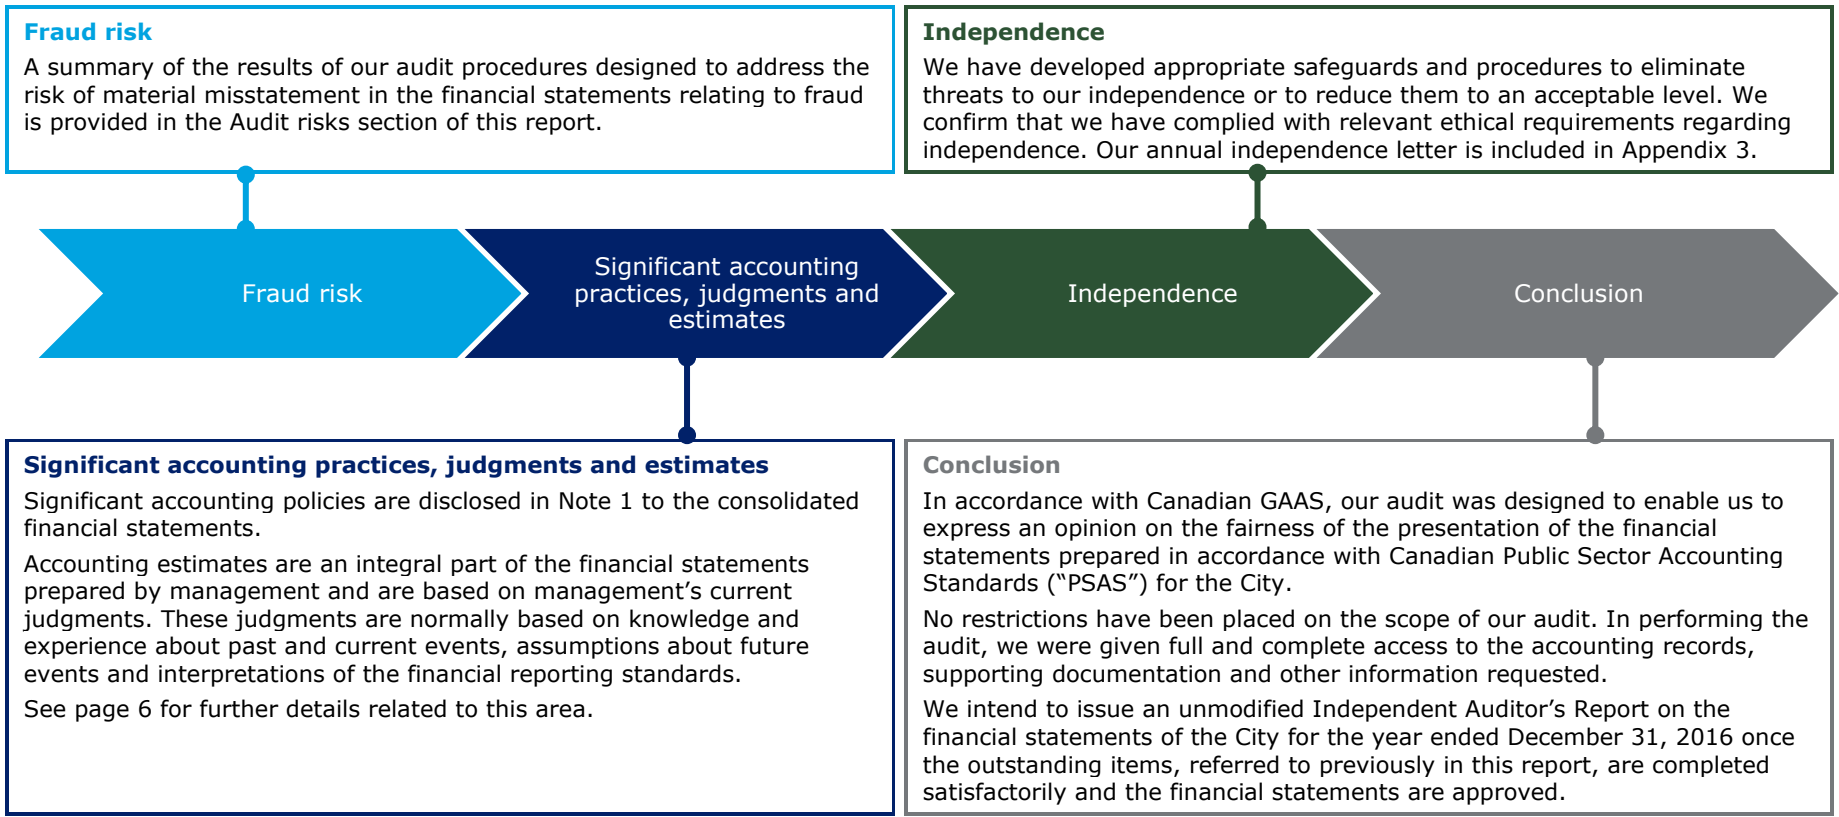 Fraud risk
A summary of the results of our audit procedures designed to address the
risk of material misstatement in the financial statements relating to fraud
is provided in the Audit risks section of this report.
Independence
We have developed appropriate safeguards and procedures to eliminate
threats to our independence or to reduce them to an acceptable level. We
confirm that we have complied with relevant ethical requirements regarding
independence. Our annual independence letter is included in Appendix 3.
Fraud risk
Significant accounting
practices, judgments and
estimates
Independence
Conclusion
Significant accounting practices, judgments and estimates
Significant accounting policies are disclosed in Note 1 to the consolidated
financial statements.
Accounting estimates are an integral part of the financial statements
prepared by management and are based on management’s current
judgments. These judgments are normally based on knowledge and
experience about past and current events, assumptions about future
events and interpretations of the financial reporting standards.
See page 6 for further details related to this area.
Conclusion
In accordance with Canadian GAAS, our audit was designed to enable us to
express an opinion on the fairness of the presentation of the financial
statements prepared in accordance with Canadian Public Sector Accounting
Standards (“PSAS”) for the City.
No restrictions have been placed on the scope of our audit. In performing the
audit, we were given full and complete access to the accounting records,
supporting documentation and other information requested.
We intend to issue an unmodified Independent Auditor’s Report on the
financial statements of the City for the year ended December 31, 2016 once
the outstanding items, referred to previously in this report, are completed
satisfactorily and the financial statements are approved.